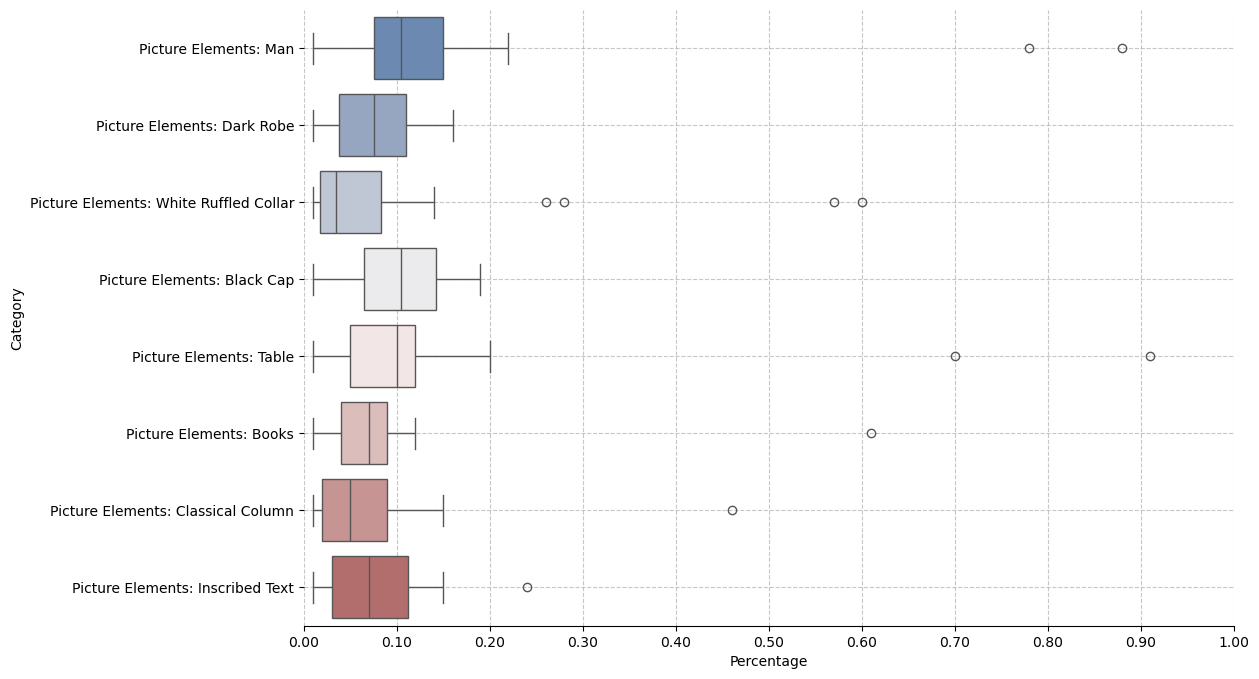 Picture Elements: Man
Picture Elements: Dark Robe
Picture Elements: White Ruffled Collar
Picture Elements: Black Cap
Picture Elements: Table
Picture Elements: Books
Picture Elements: Classical Column
Picture Elements: Inscribed Text
Category
0.00 0.10 0.20 0.30 0.40 0.50 0.60 0.70 0.80 0.90 1.00
Percentage